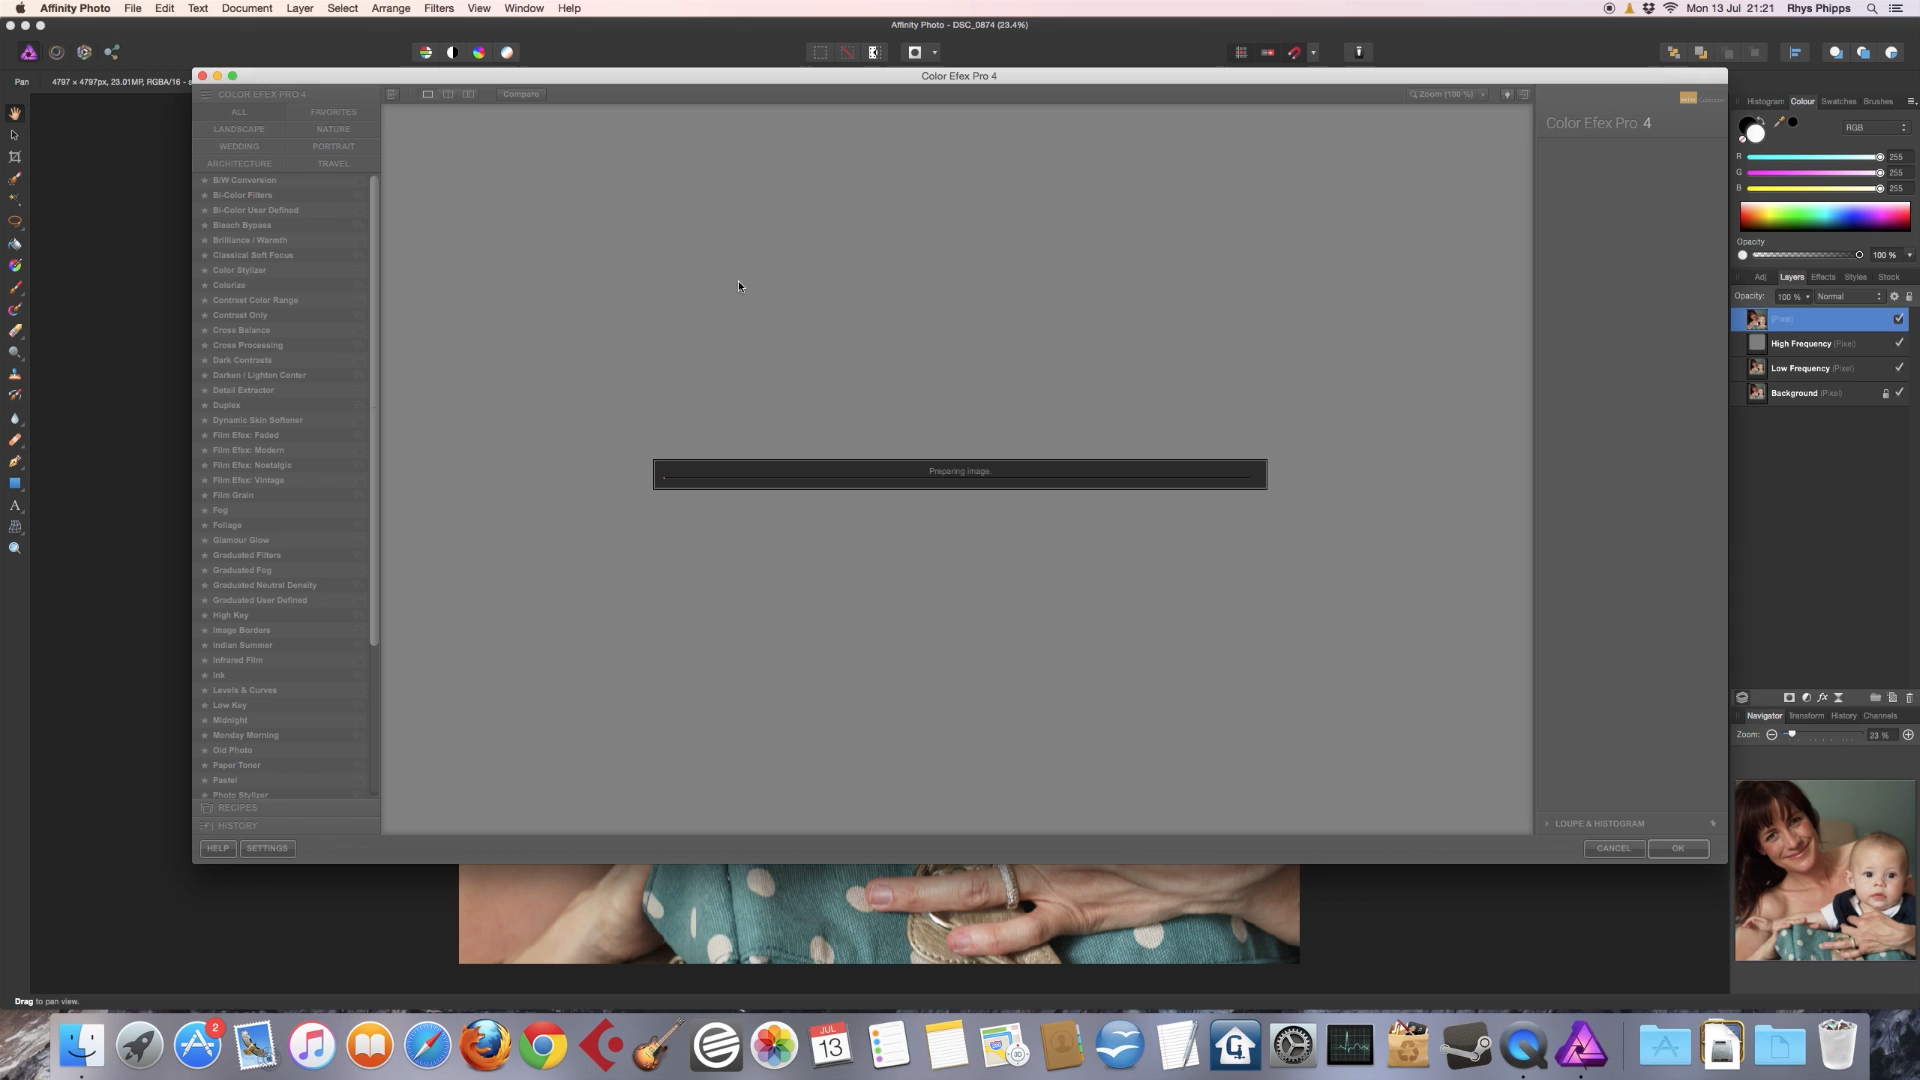 Affinity Photo File Edit Text Document Layer Select Arrange Filters View Window Help
Mon 13 Jul 21:21 Rhys Phipps
Affinity Photo - DSC_0874 (23.4%)
Pan 4797 × 4797px, 23.01MP, RGBA/16 - s
Color Efex Pro 4
COLOR EFEX PRO 4
Compare
Zoom (100 %)
ALL FAVORITES
LANDSCAPE NATURE
WEDDING PORTRAIT
ARCHITECTURE TRAVEL
B/W Conversion
Bi-Color Filters
Bi-Color User Defined
Bleach Bypass
Brilliance / Warmth
Classical Soft Focus
Color Stylizer
Colorize
Contrast Color Range
Contrast Only
Cross Balance
Cross Processing
Dark Contrasts
Darken / Lighten Center
Detail Extractor
Duplex
Dynamic Skin Softener
Film Efex: Faded
Film Efex: Modern
Film Efex: Nostalgic
Film Efex: Vintage
Film Grain
Fog
Foliage
Glamour Glow
Graduated Filters
Graduated Fog
Graduated Neutral Density
Graduated User Defined
High Key
Image Borders
Indian Summer
Infrared Film
Ink
Levels & Curves
Low Key
Midnight
Monday Morning
Old Photo
Paper Toner
Pastel
Photo Stylizer
RECIPES
HISTORY
HELP SETTINGS
Preparing image.
Color Efex Pro 4
LOUPE & HISTOGRAM
CANCEL OK
Histogram Colour Swatches Brushes
RGB
R 255
G 255
B 255
Opacity
100 %
Adj Layers Effects Styles Stock
Opacity: 100 % Normal
(Pixel)
High Frequency (Pixel)
Low Frequency (Pixel)
Background (Pixel)
Navigator Transform History Channels
Zoom: 23 %
Drag to pan view.
2
JUL
13